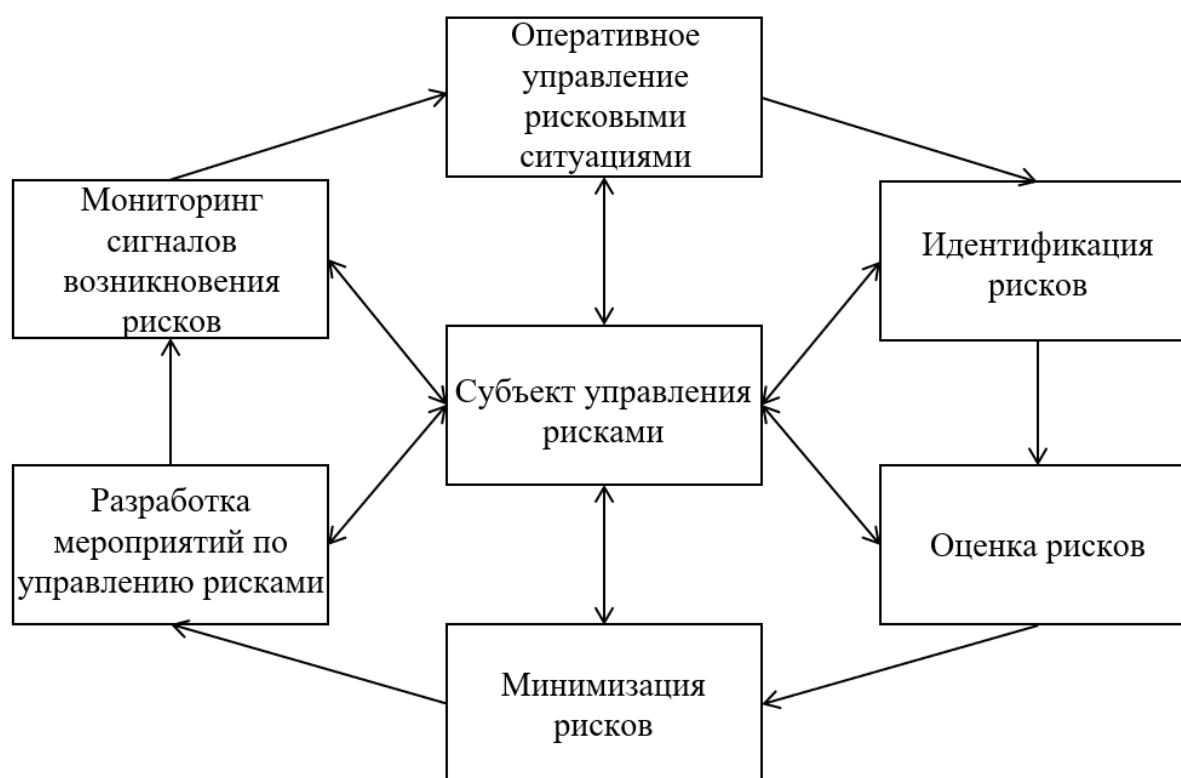 Оперативное
управление
рисковыми
ситуациями
Мониторинг
сигналов
возникновения
рисков
Идентификация
рисков
Субъект управления
рисками
Разработка
мероприятий по
управлению рисками
Оценка рисков
Минимизация
рисков